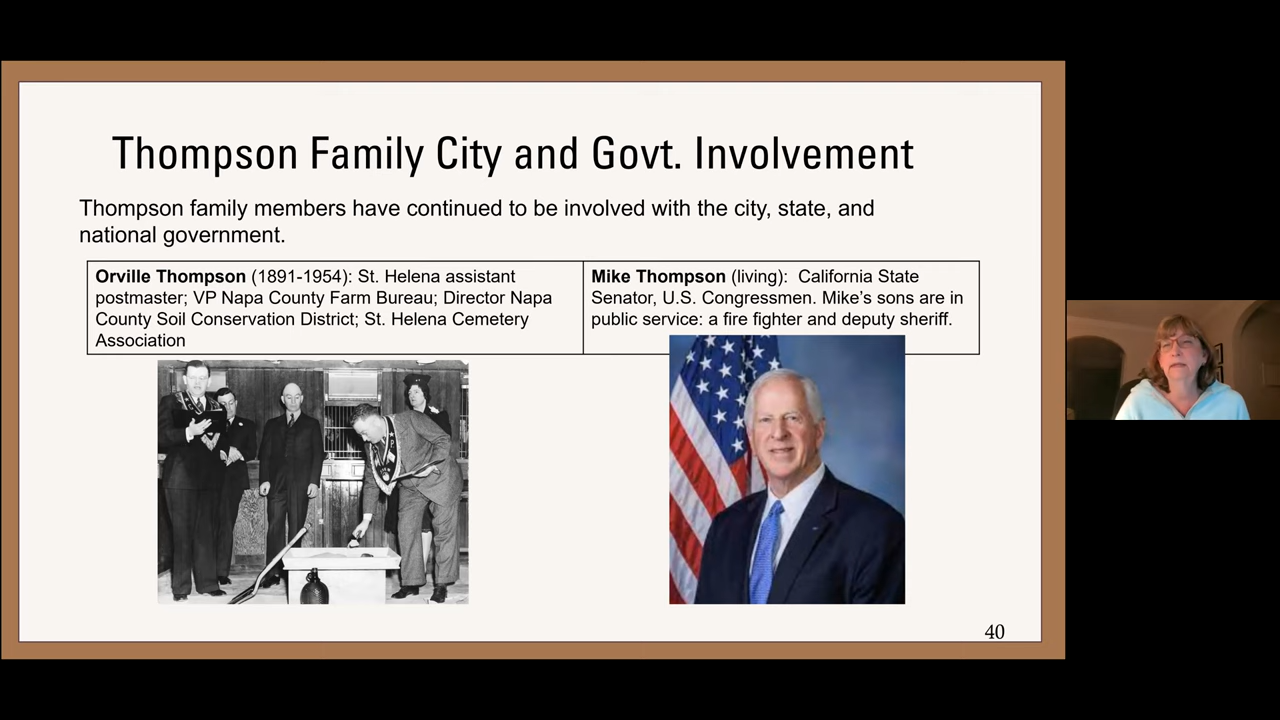 Thompson Family City and Govt. Involvement
Thompson family members have continued to be involved with the city, state, and
national government.
Orville Thompson (1891-1954): St. Helena assistant
postmaster; VP Napa County Farm Bureau; Director Napa
County Soil Conservation District; St. Helena Cemetery
Association
Mike Thompson (living):  California State
Senator, U.S. Congressmen. Mike’s sons are in
public service: a fire fighter and deputy sheriff.
40